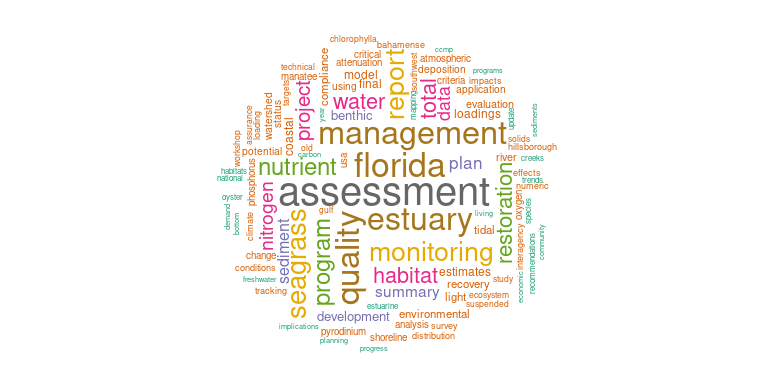 chlorophylla
bahamense
ccmp
critical
atmospheric
technical
attenuation
southwest
deposition
programs
manatee
compliance
model
report
criteria
impacts
targets
using
final
total
data
application
project
water
mapping
evaluation
watershed
status
year
benthic
loadings
update
sediments
assurance
loading
coastal
management
solids
hillsborough
workshop
potential
old
carbon
usa
florida
plan
river
creeks
habitats
national
phosphorus
nutrient
effects
trends
numeric
assessment
restoration
oyster
nitrogen
gulf
estuary
living
oxygen
species
demand
bottom
climate
sediment
seagrass
program
quality
tidal
interagency
community
change
monitoring
recommendations
conditions
habitat
estimates
freshwater
recovery
study
economic
tracking
summary
light
ecosystem
suspended
estuarine
development
environmental
implications
pyrodinium
analysis
survey
planning
shoreline
distribution
progress